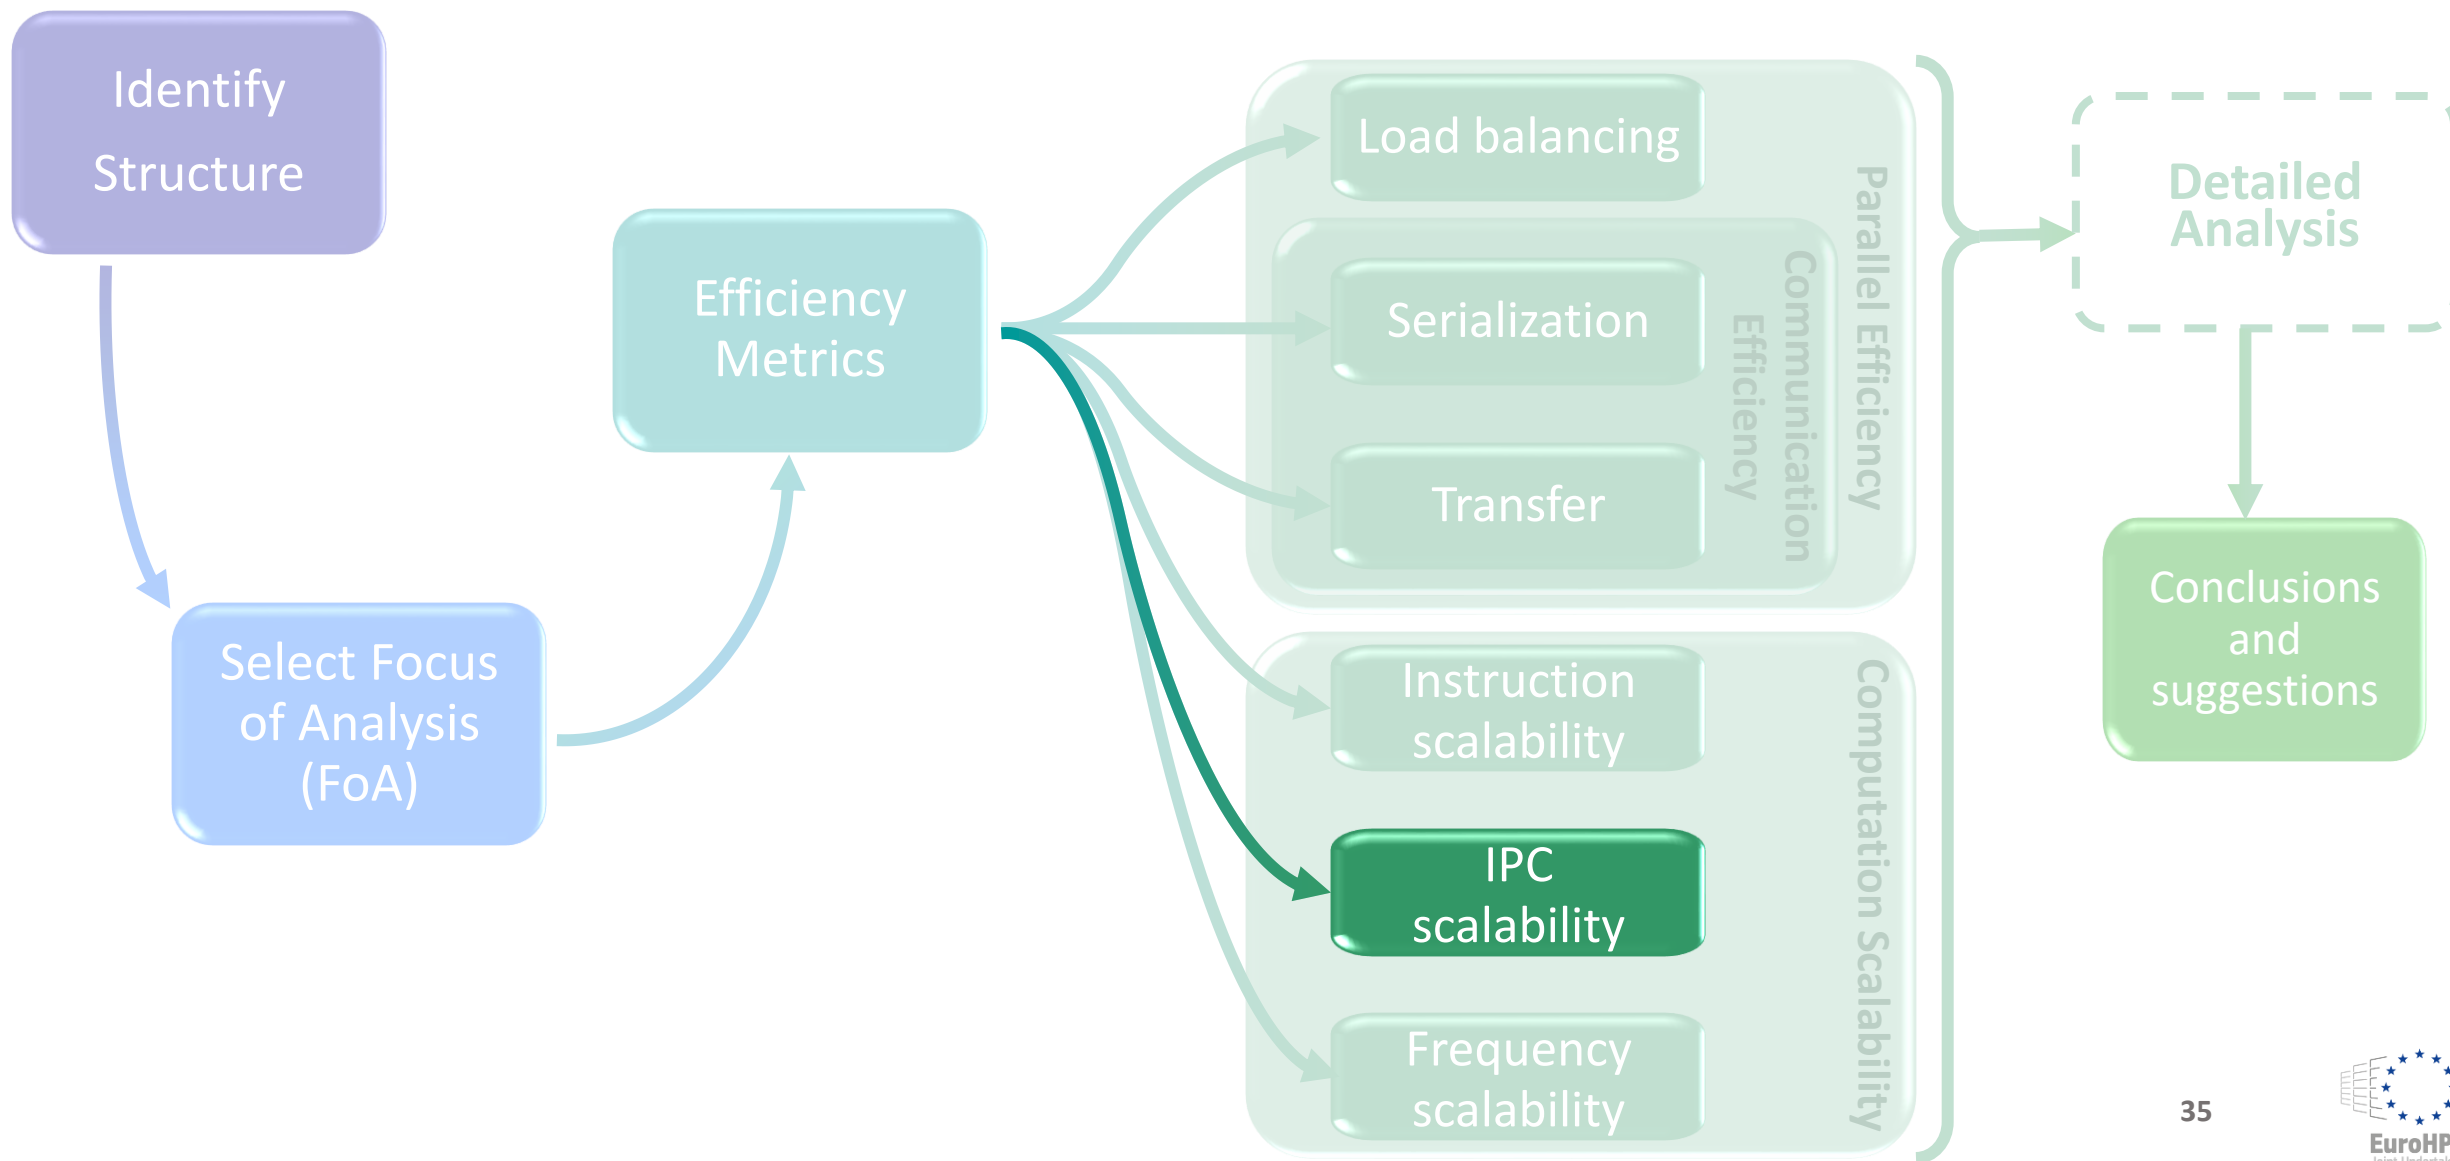 Identify
Structure
Select Focus
of Analysis
(FoA)
Efficiency
Metrics
Load balancing
Serialization
Transfer
Communication
Efficiency
Parallel Efficiency
Instruction
scalability
IPC
scalability
Frequency
scalability
Computation Scalability
Detailed
Analysis
Conclusions
and
suggestions
35
EuroHP